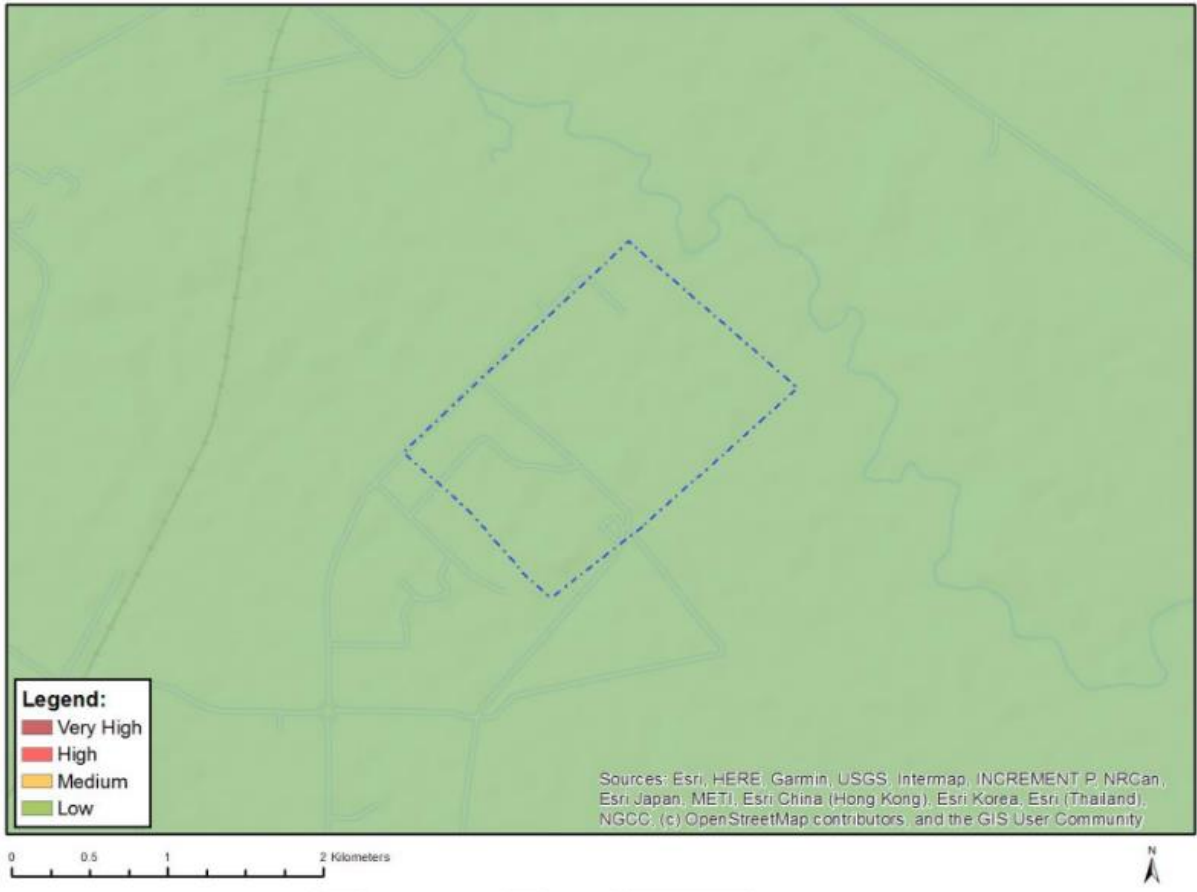 Legend:
Very High
High
Medium
Low
Sources: Esri, HERE, Garmin, USGS, Intermap, INCREMENT P, NRCan,
Esri Japan, METI, Esri China (Hong Kong), Esri Korea, Esri (Thailand),
NGCC, (c) OpenStreetMap contributors, and the GIS User Community
0 0.5 1 2 Kilometers
N